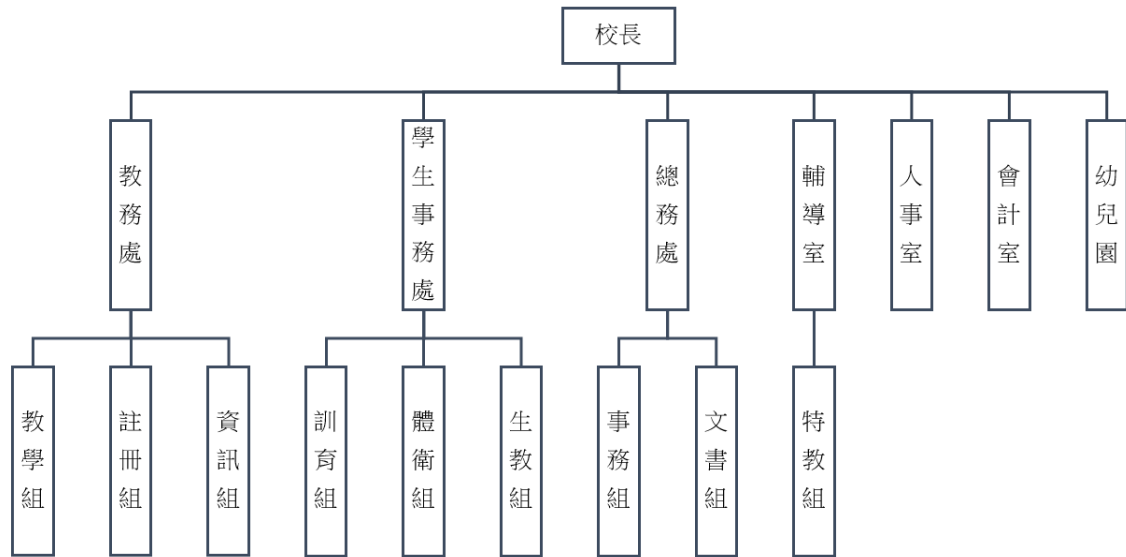 校長
教務處
學生事務處
總務處
輔導室
人事室
會計室
幼兒園
教學組
註冊組
資訊組
訓育組
體衛組
生教組
事務組
文書組
特教組